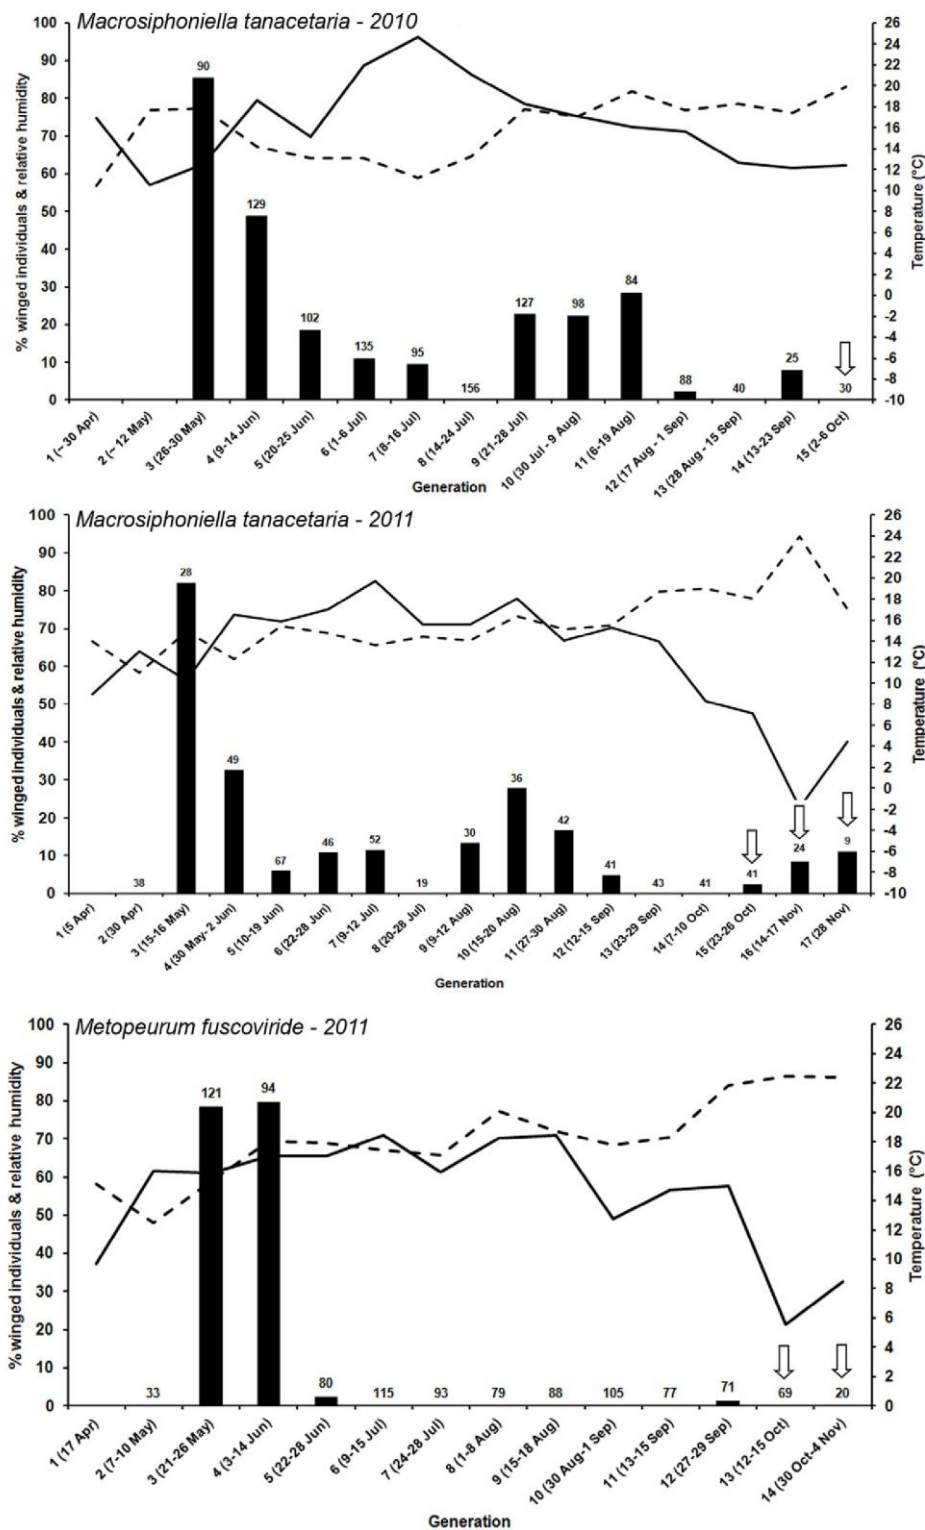 Macrosiphoniella tanacetaria - 2010
% winged individuals & relative humidity
100
90
80
70
60
50
40
30
20
10
0
90
129
102
135
95
156
127
98
84
88
40
25
30
26
24
22
20
18
16
14
12
10
8
6
4
2
0
-2
-4
-6
-8
-10
Temperature (°C)
1 (~ 30 Apr)
2 (~ 12 May)
3 (26-30 May)
4 (9-14 Jun)
5 (20-25 Jun)
6 (1-6 Jul)
7 (8-16 Jul)
8 (14-24 Jul)
9 (21-28 Jul)
10 (30 Jul - 9 Aug)
11 (6-19 Aug)
12 (17 Aug - 1 Sep)
13 (28 Aug - 15 Sep)
14 (13-23 Sep)
15 (2-6 Oct)
Generation
Macrosiphoniella tanacetaria - 2011
% winged individuals & relative humidity
100
90
80
70
60
50
40
30
20
10
0
38
28
49
67
46
52
19
30
36
42
41
43
41
41
24
9
26
24
22
20
18
16
14
12
10
8
6
4
2
0
-2
-4
-6
-8
-10
Temperature (°C)
1 (5 Apr)
2 (30 Apr)
3 (15-16 May)
4 (30 May-2 Jun)
5 (10-19 Jun)
6 (22-28 Jun)
7 (9-12 Jul)
8 (20-28 Jul)
9 (9-12 Aug)
10 (15-20 Aug)
11 (27-30 Aug)
12 (12-15 Sep)
13 (23-29 Sep)
14 (7-10 Oct)
15 (23-26 Oct)
16 (14-17 Nov)
17 (28 Nov)
Generation
Metopeurum fuscoviride - 2011
% winged individuals & relative humidity
100
90
80
70
60
50
40
30
20
10
0
33
121
94
80
115
93
79
88
105
77
71
69
20
26
24
22
20
18
16
14
12
10
8
6
4
2
0
Temperature (°C)
1 (17 Apr)
2 (7-10 May)
3 (21-26 May)
4 (3-14 Jun)
5 (22-28 Jun)
6 (9-15 Jul)
7 (24-28 Jul)
8 (1-8 Aug)
9 (15-18 Aug)
10 (30 Aug-1 Sep)
11 (13-15 Sep)
12 (27-29 Sep)
13 (12-15 Oct)
14 (30 Oct-4 Nov)
Generation